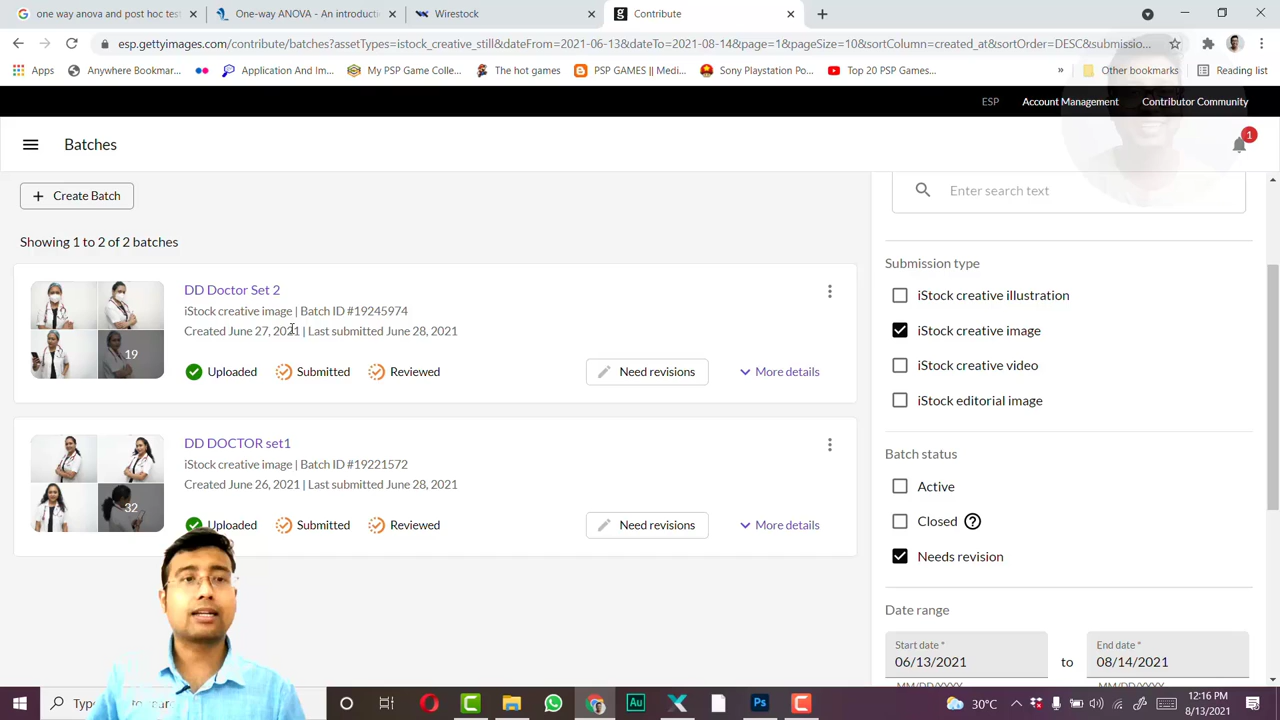 one way anova and post hoc tes
One-way ANOVA - An introducti
Wirestock
Contribute
esp.gettyimages.com/contribute/batches?assetTypes=istock_creative_still&dateFrom=2021-06-13&dateTo=2021-08-14&page=1&pageSize=10&sortColumn=created_at&sortOrder=DESC&submissio...
Apps
Anywhere Bookmar...
Application And Im...
My PSP Game Collec...
The hot games
PSP GAMES || Medi...
Sony Playstation Po...
Top 20 PSP Games...
»
Other bookmarks
Reading list
ESP
Account Management
Contributor Community
Batches
1
+ Create Batch
Enter search text
Showing 1 to 2 of 2 batches
DD Doctor Set 2
iStock creative image | Batch ID #19245974
Created June 27, 2021 | Last submitted June 28, 2021
19
Uploaded
Submitted
Reviewed
Need revisions
More details
DD DOCTOR set1
iStock creative image | Batch ID #19221572
Created June 26, 2021 | Last submitted June 28, 2021
32
Uploaded
Submitted
Reviewed
Need revisions
More details
Submission type
iStock creative illustration
iStock creative image
iStock creative video
iStock editorial image
Batch status
Active
Closed ?
Needs revision
Date range
Start date *
06/13/2021
to
End date *
08/14/2021
MM/DD/YYYY
MM/DD/YYYY
30°C
12:16 PM
8/13/2021